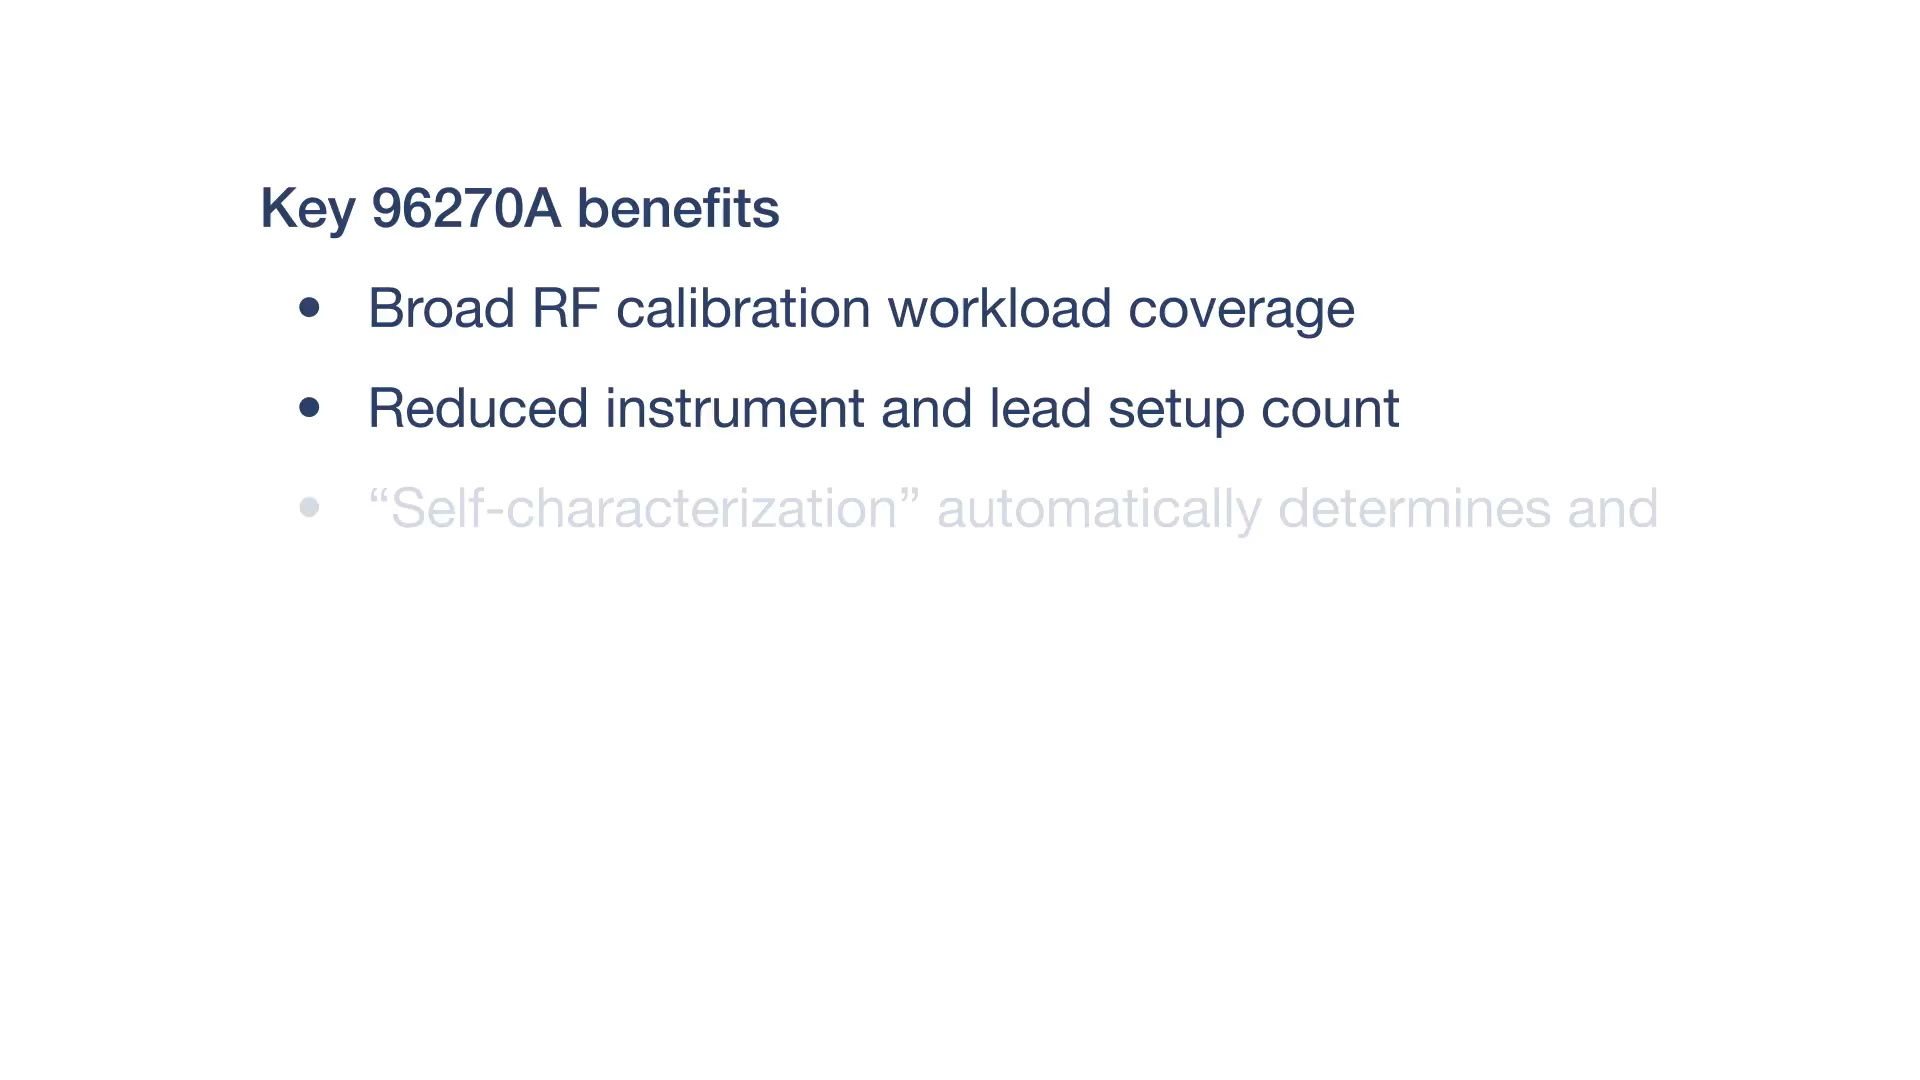 Key 96270A benefits
• Broad RF calibration workload coverage
• Reduced instrument and lead setup count
• “Self-characterization” automatically determines and